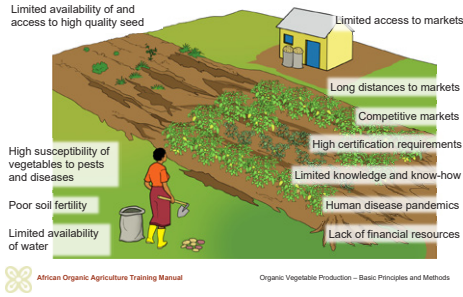 Limited availability of and
access to high quality seed
High susceptibility of
vegetables to pests
and diseases
Poor soil fertility
Limited availability
of water
Limited access to markets
Long distances to markets
Competitive markets
High certification requirements
Limited knowledge and know-how
Human disease pandemics
Lack of financial resources
African Organic Agriculture Training Manual
Organic Vegetable Production – Basic Principles and Methods